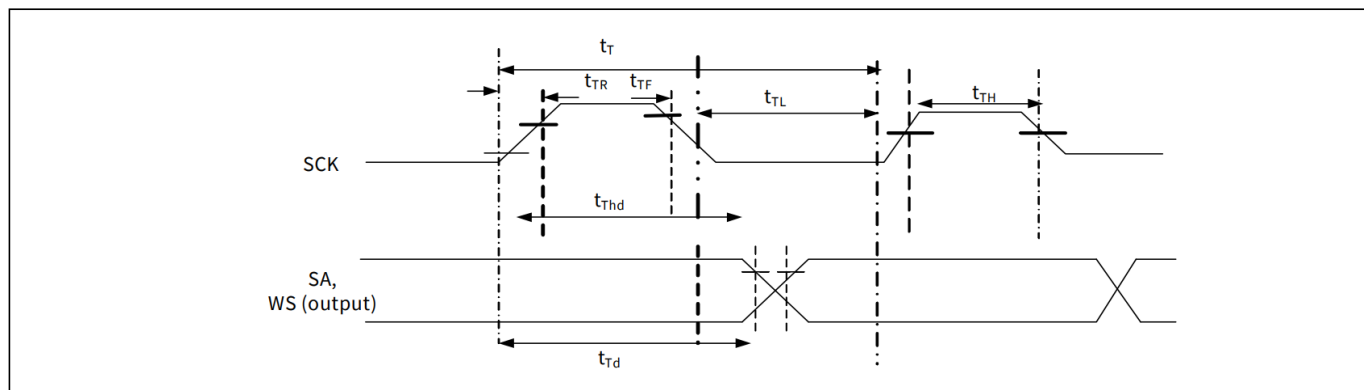 tT
tTR
tTF
tTL
tTH
SCK
tThd
SA,
WS (output)
tTd